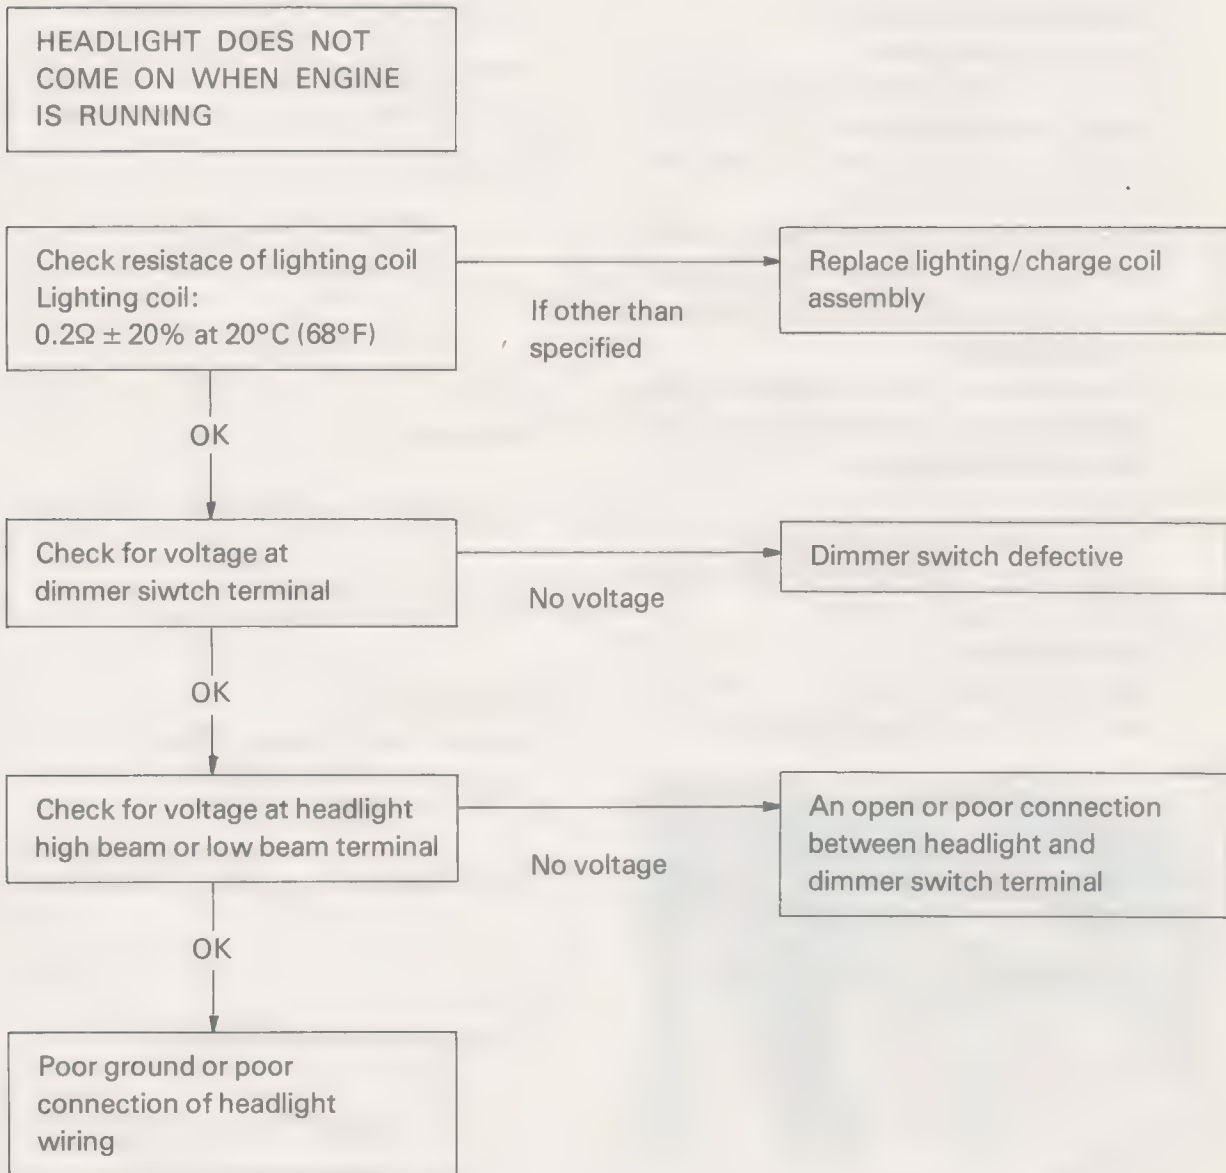 HEADLIGHT DOES NOT
COME ON WHEN ENGINE
IS RUNNING
Check resistace of lighting coil
Lighting coil:
0.2Ω ± 20% at 20°C (68°F)
If other than
specified
Replace lighting/charge coil
assembly
OK
Check for voltage at
dimmer siwtch terminal
No voltage
Dimmer switch defective
OK
Check for voltage at headlight
high beam or low beam terminal
No voltage
An open or poor connection
between headlight and
dimmer switch terminal
OK
Poor ground or poor
connection of headlight
wiring